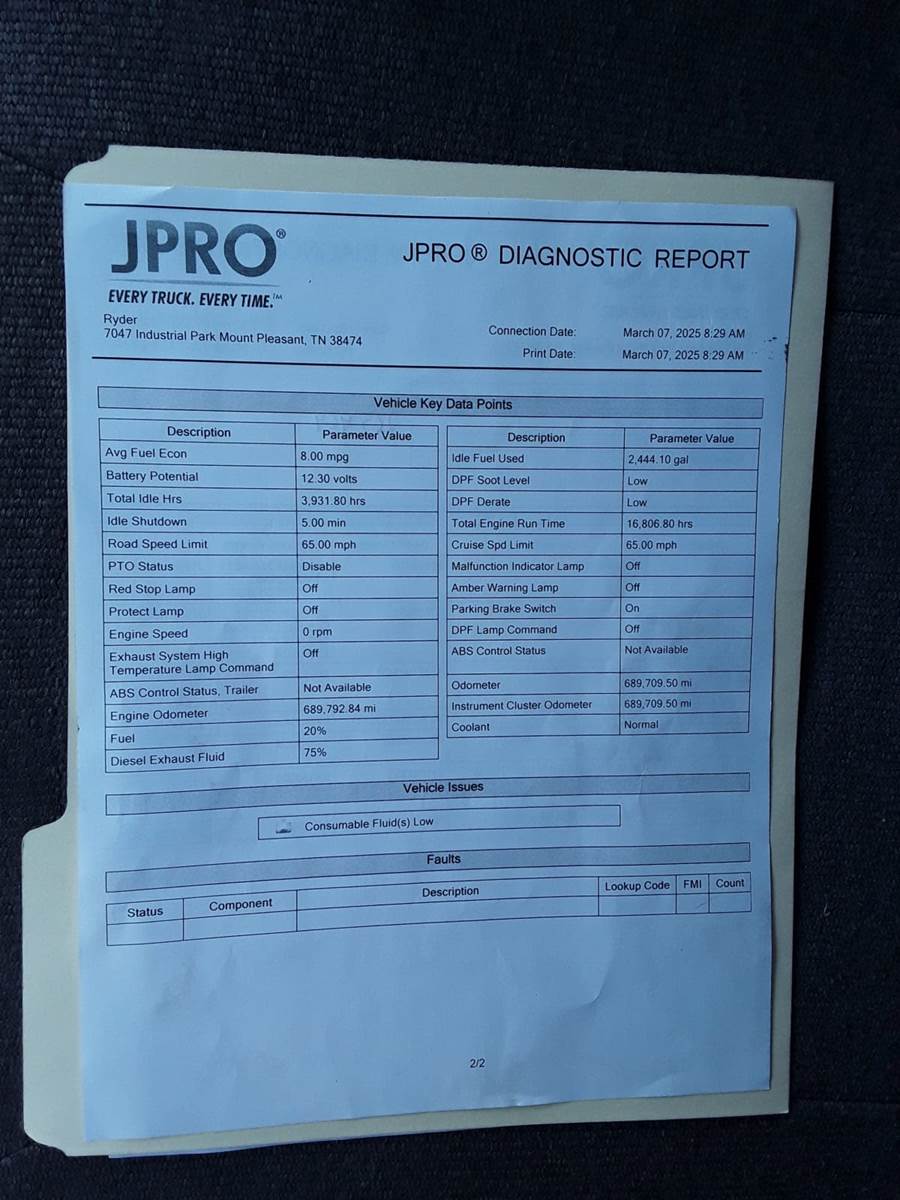 JPRO®
EVERY TRUCK. EVERY TIME.™
JPRO® DIAGNOSTIC REPORT
Ryder
7047 Industrial Park Mount Pleasant, TN 38474
Connection Date: March 07, 2025 8:29 AM
Print Date: March 07, 2025 8:29 AM
Vehicle Key Data Points
Description Parameter Value
Avg Fuel Econ 8.00 mpg
Battery Potential 12.30 volts
Total Idle Hrs 3,931.80 hrs
Idle Shutdown 5.00 min
Road Speed Limit 65.00 mph
PTO Status Disable
Red Stop Lamp Off
Protect Lamp Off
Engine Speed 0 rpm
Exhaust System High Off
Temperature Lamp Command
ABS Control Status, Trailer Not Available
Engine Odometer 689,792.84 mi
Fuel 20%
Diesel Exhaust Fluid 75%
Description Parameter Value
Idle Fuel Used 2,444.10 gal
DPF Soot Level Low
DPF Derate Low
Total Engine Run Time 16,806.80 hrs
Cruise Spd Limit 65.00 mph
Malfunction Indicator Lamp Off
Amber Warning Lamp Off
Parking Brake Switch On
DPF Lamp Command Off
ABS Control Status Not Available
Odometer 689,709.50 mi
Instrument Cluster Odometer 689,709.50 mi
Coolant Normal
Vehicle Issues
Consumable Fluid(s) Low
Faults
Status Component Description Lookup Code FMI Count
2/2